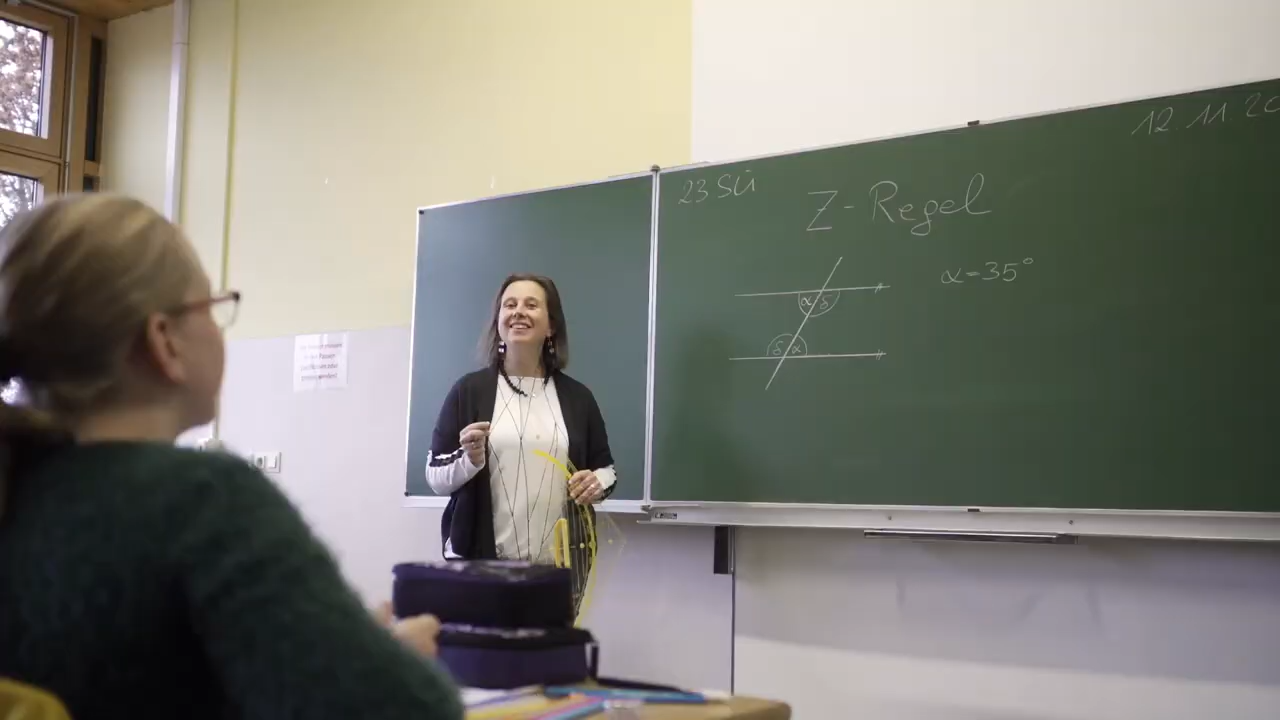 23 SÜ
12.11.20
Z-Regel
α=35°
α δ
δ α